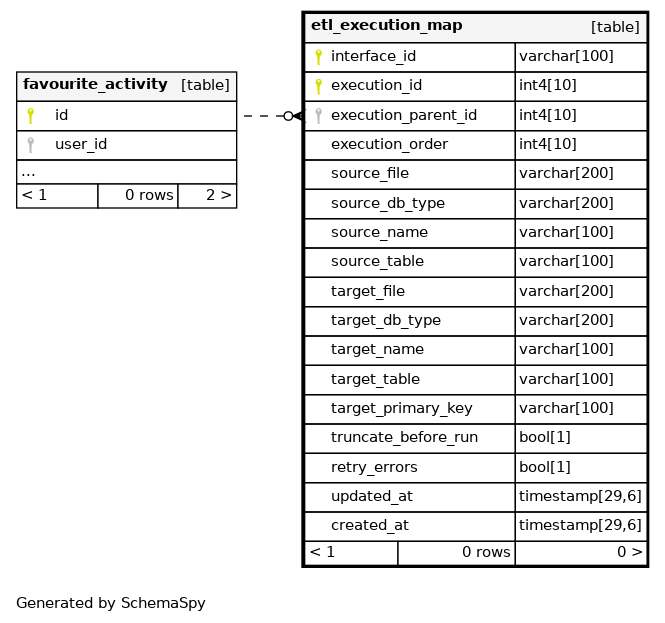 favourite_activity [table]
id
user_id
...
< 1 0 rows 2 >
etl_execution_map [table]
interface_id varchar[100]
execution_id int4[10]
execution_parent_id int4[10]
execution_order int4[10]
source_file varchar[200]
source_db_type varchar[200]
source_name varchar[100]
source_table varchar[100]
target_file varchar[200]
target_db_type varchar[200]
target_name varchar[100]
target_table varchar[100]
target_primary_key varchar[100]
truncate_before_run bool[1]
retry_errors bool[1]
updated_at timestamp[29,6]
created_at timestamp[29,6]
< 1 0 rows 0 >
Generated by SchemaSpy